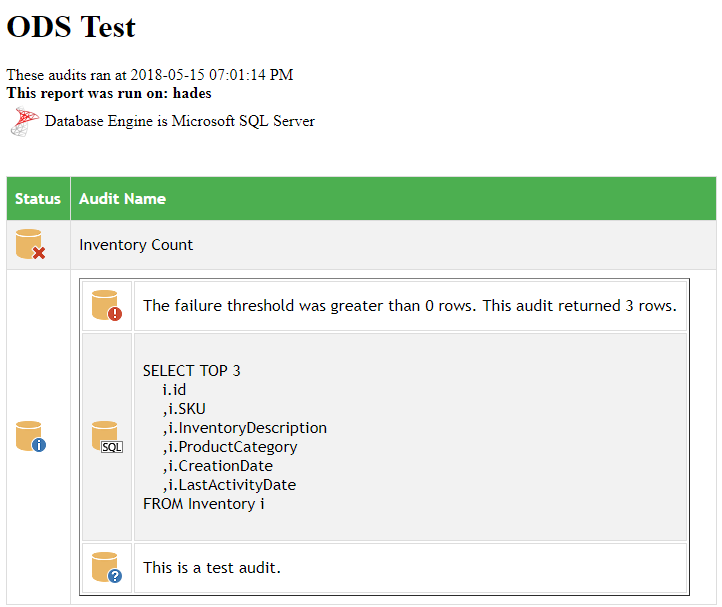 ODS Test
These audits ran at 2018-05-15 07:01:14 PM
This report was run on: hades
Database Engine is Microsoft SQL Server
Status Audit Name
Inventory Count
The failure threshold was greater than 0 rows. This audit returned 3 rows.
SELECT TOP 3
i.id
,i.SKU
,i.InventoryDescription
,i.ProductCategory
,i.CreationDate
,i.LastActivityDate
FROM Inventory i
SQL
This is a test audit.